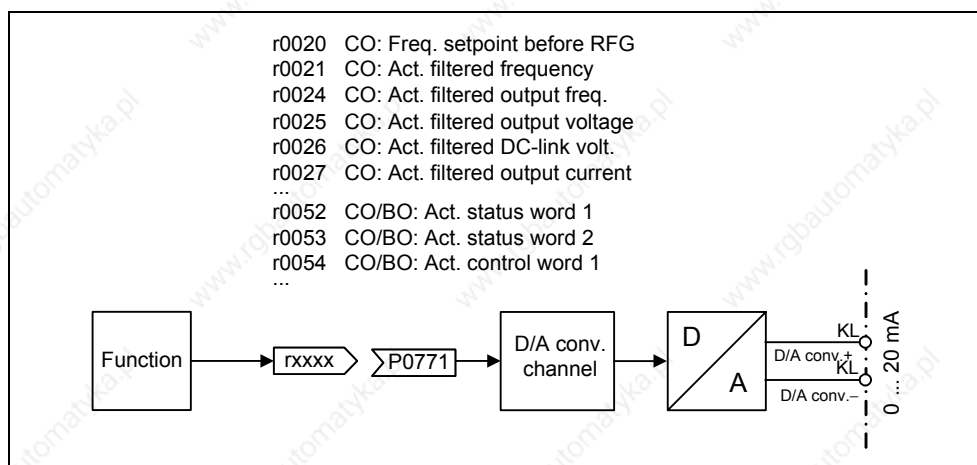 r0020 CO: Freq. setpoint before RFG
r0021 CO: Act. filtered frequency
r0024 CO: Act. filtered output freq.
r0025 CO: Act. filtered output voltage
r0026 CO: Act. filtered DC-link volt.
r0027 CO: Act. filtered output current
...
r0052 CO/BO: Act. status word 1
r0053 CO/BO: Act. status word 2
r0054 CO/BO: Act. control word 1
...
Function
rxxxx
P0771
D/A conv.
channel
D
A
KL
D/A conv.+
KL
D/A conv.−
0 ... 20 mA
www.rgbautomatyka.pl